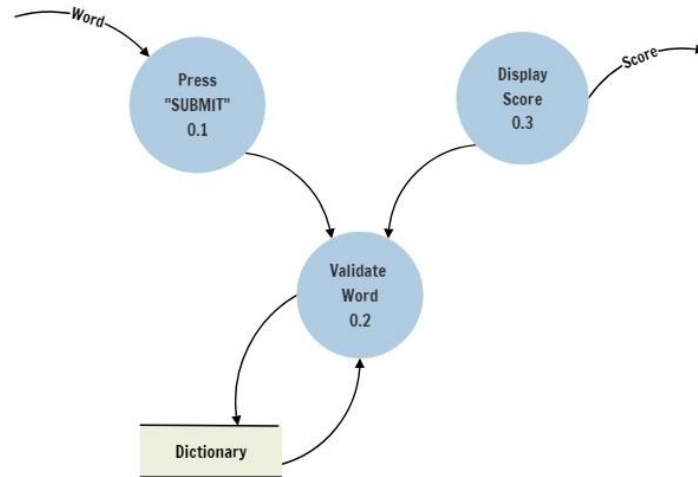 Word
Press
"SUBMIT"
0.1
Display
Score
0.3
Score
Validate
Word
0.2
Dictionary